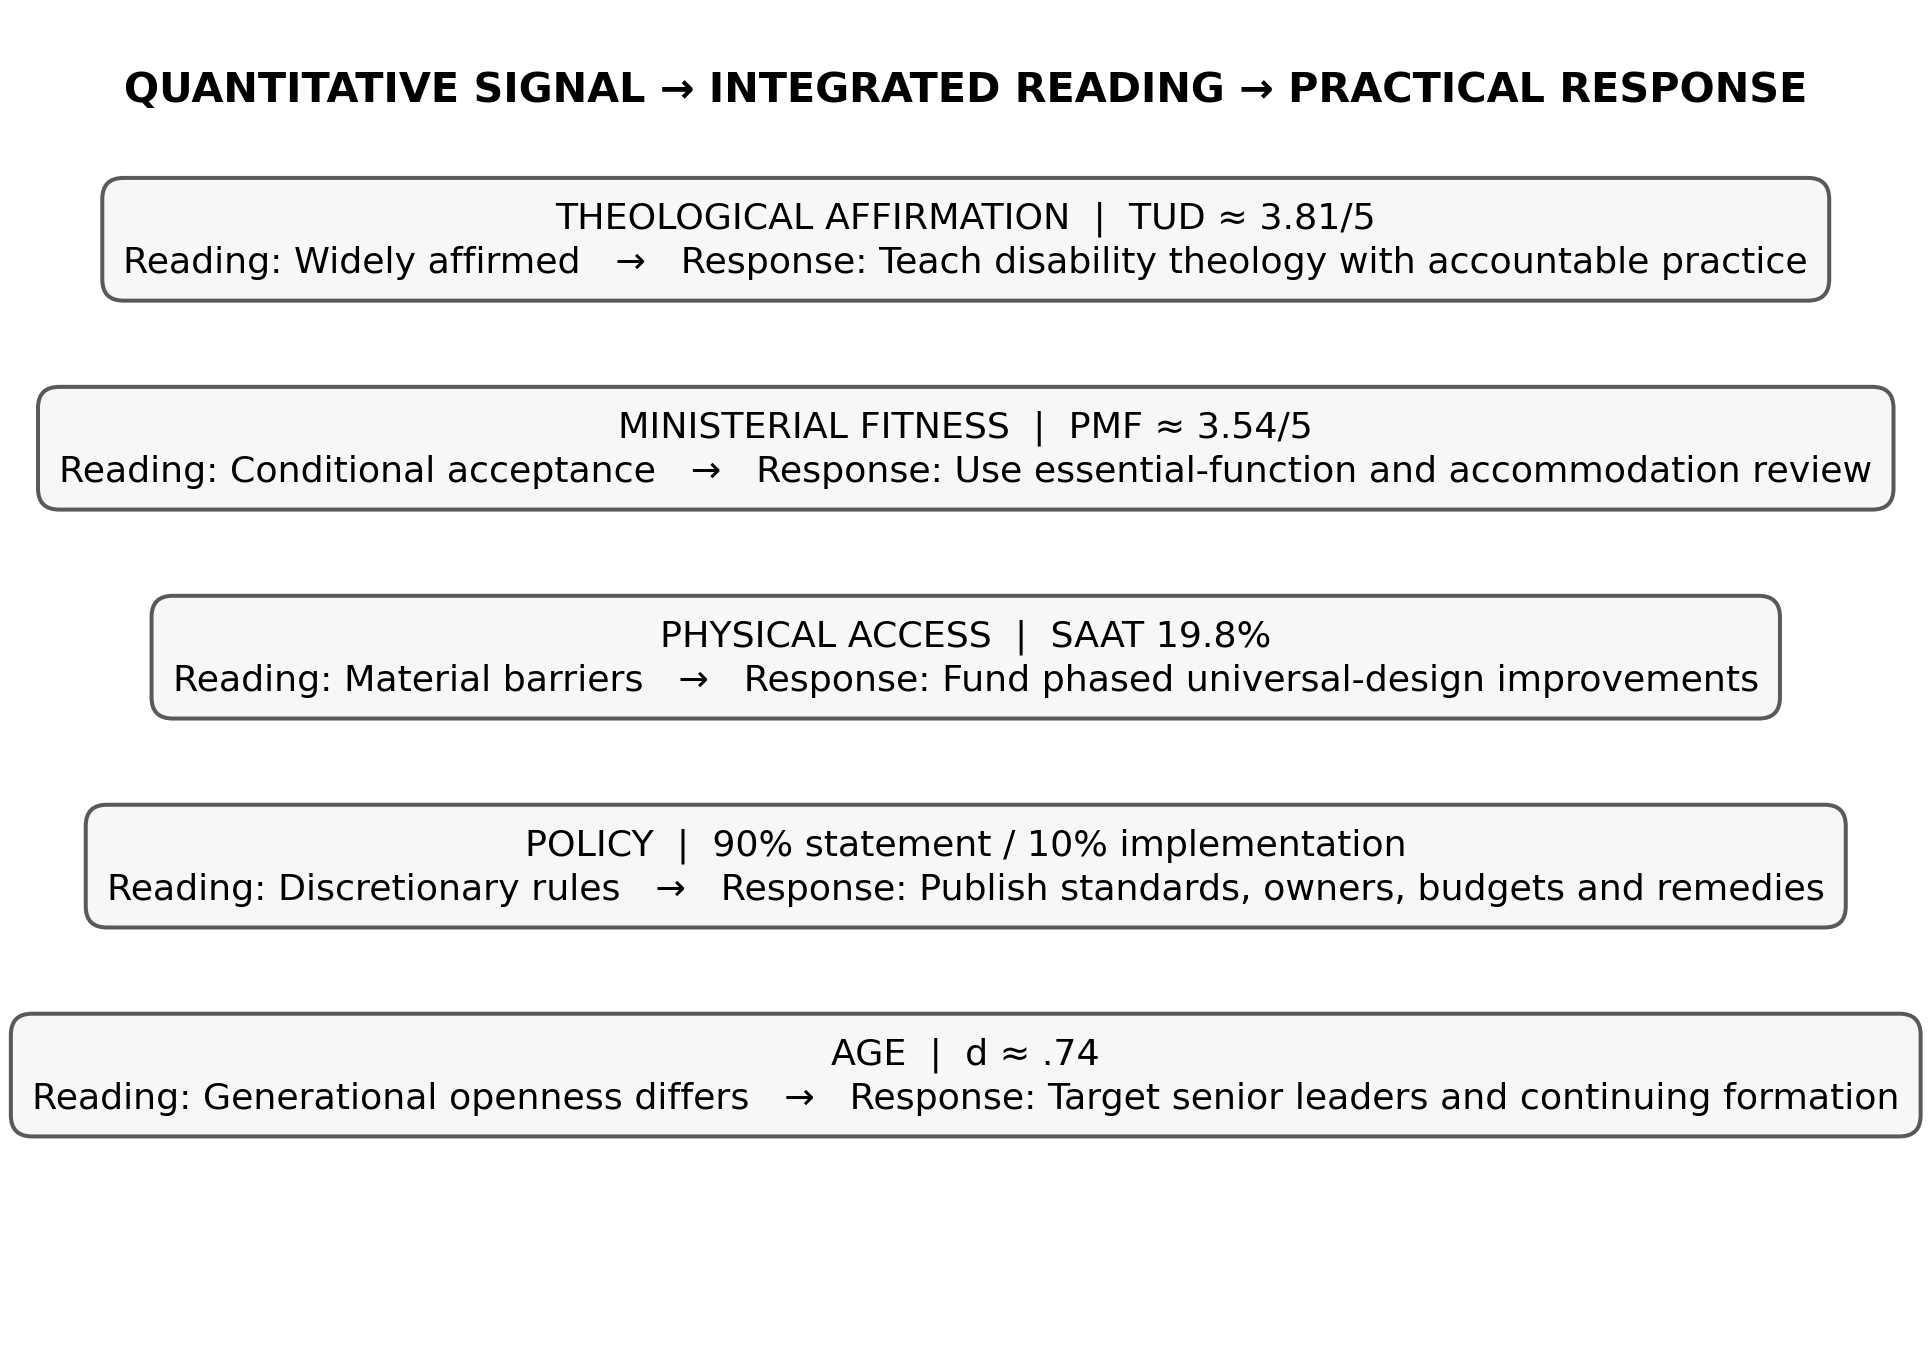 QUANTITATIVE SIGNAL → INTEGRATED READING → PRACTICAL RESPONSE
THEOLOGICAL AFFIRMATION | TUD ≈ 3.81/5
Reading: Widely affirmed → Response: Teach disability theology with accountable practice
MINISTERIAL FITNESS | PMF ≈ 3.54/5
Reading: Conditional acceptance → Response: Use essential-function and accommodation review
PHYSICAL ACCESS | SAAT 19.8%
Reading: Material barriers → Response: Fund phased universal-design improvements
POLICY | 90% statement / 10% implementation
Reading: Discretionary rules → Response: Publish standards, owners, budgets and remedies
AGE | d ≈ .74
Reading: Generational openness differs → Response: Target senior leaders and continuing formation